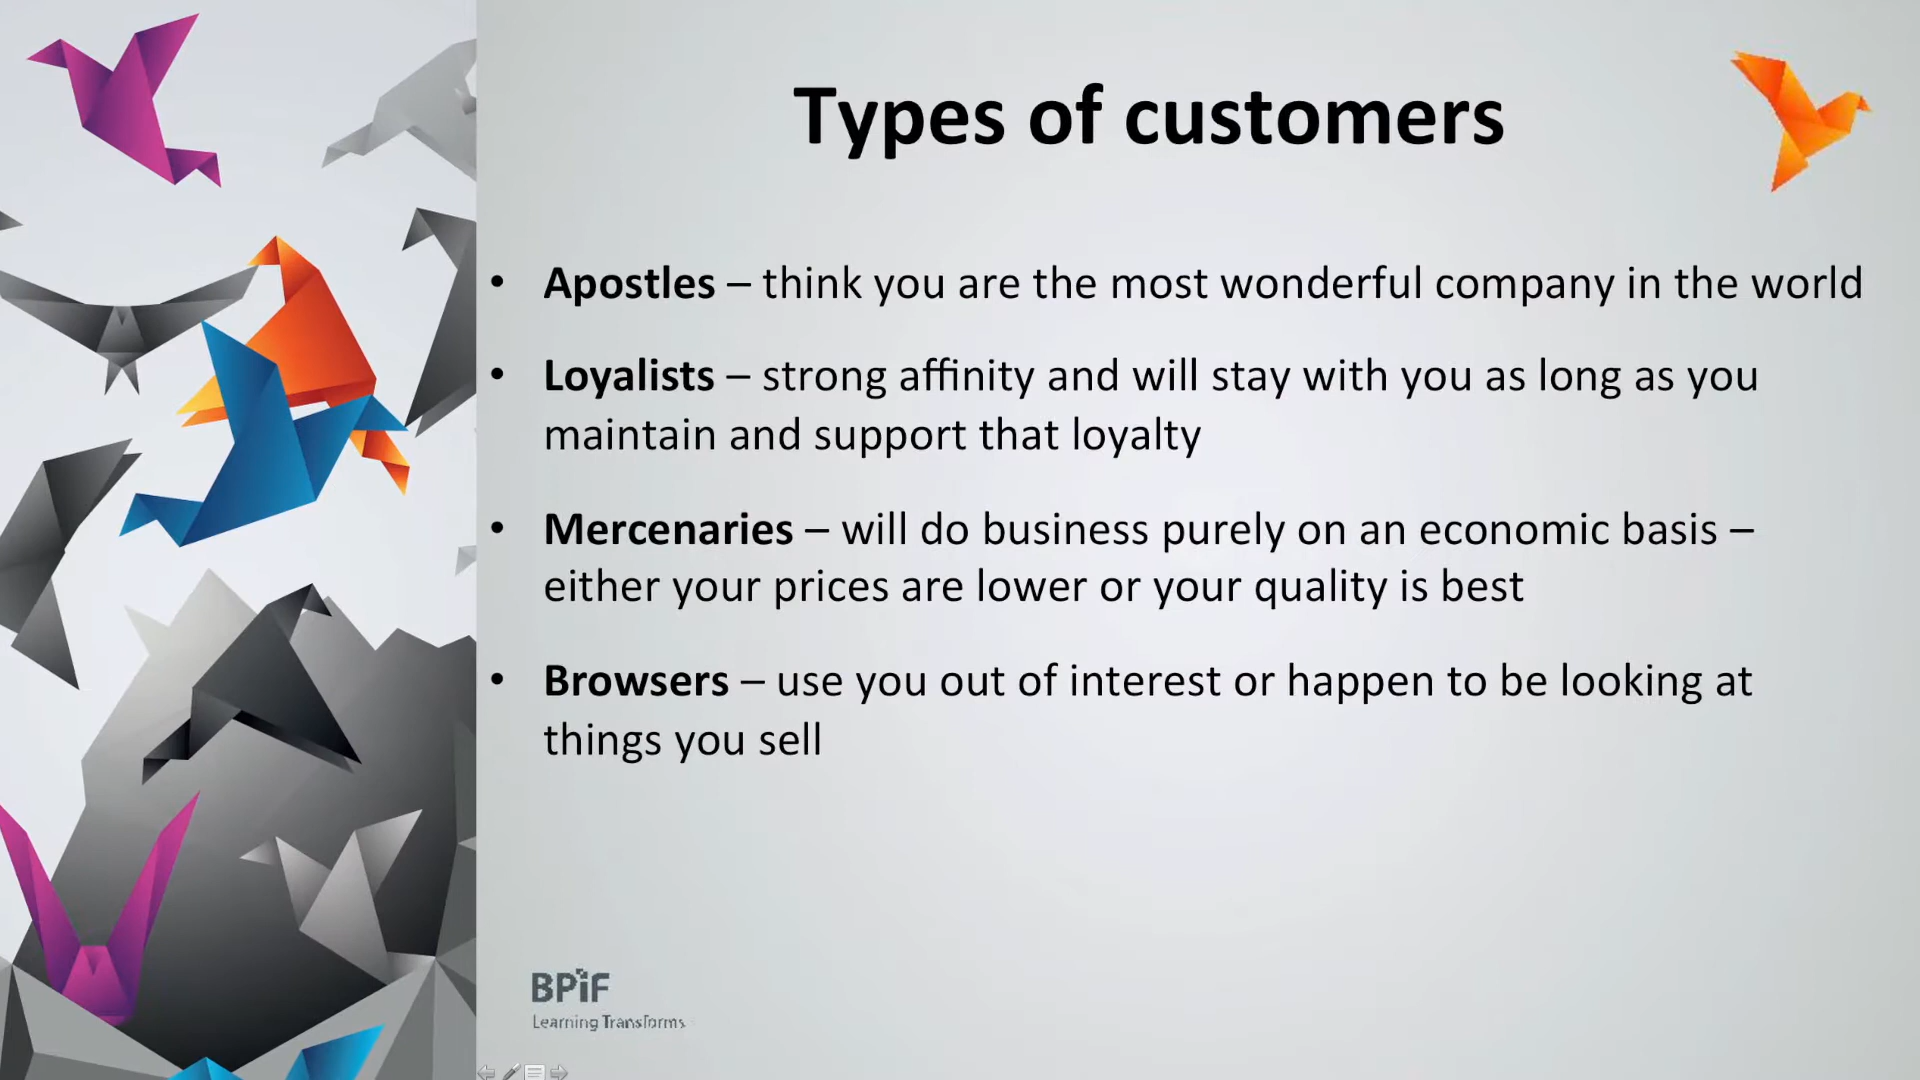 Types of customers
• Apostles – think you are the most wonderful company in the world
• Loyalists – strong affinity and will stay with you as long as you
maintain and support that loyalty
• Mercenaries – will do business purely on an economic basis –
either your prices are lower or your quality is best
• Browsers – use you out of interest or happen to be looking at
things you sell
BPiF
Learning Transforms